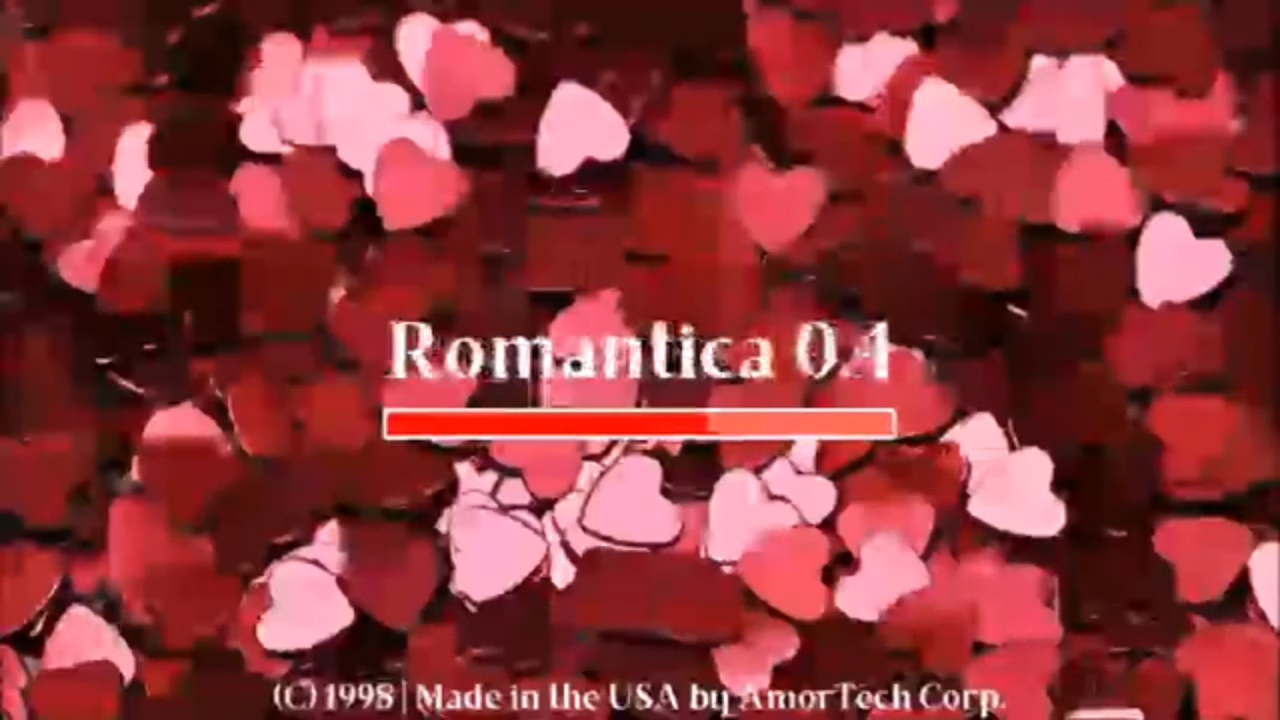 Romantica 0.1
(C) 1998 | Made in the USA by AmorTech Corp.